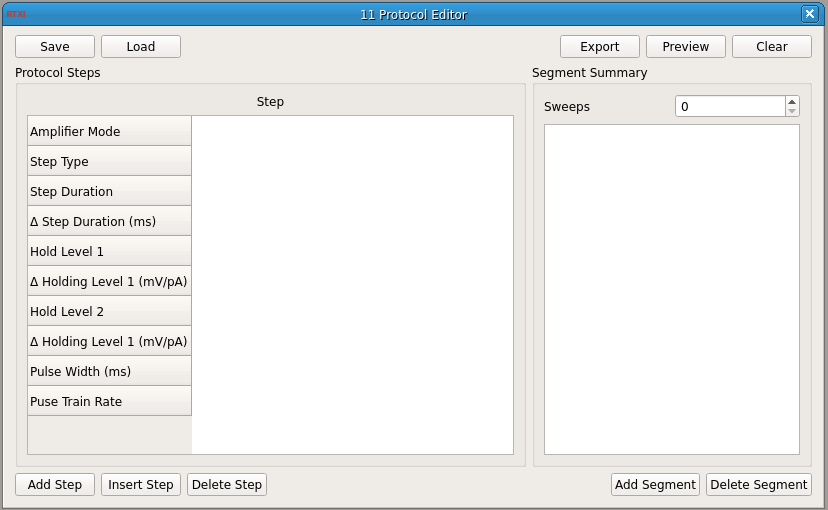 RTXI
11 Protocol Editor
Save Load Export Preview Clear
Protocol Steps Segment Summary
Step
Sweeps 0
Amplifier Mode
Step Type
Step Duration
Δ Step Duration (ms)
Hold Level 1
Δ Holding Level 1 (mV/pA)
Hold Level 2
Δ Holding Level 1 (mV/pA)
Pulse Width (ms)
Puse Train Rate
Add Step Insert Step Delete Step Add Segment Delete Segment